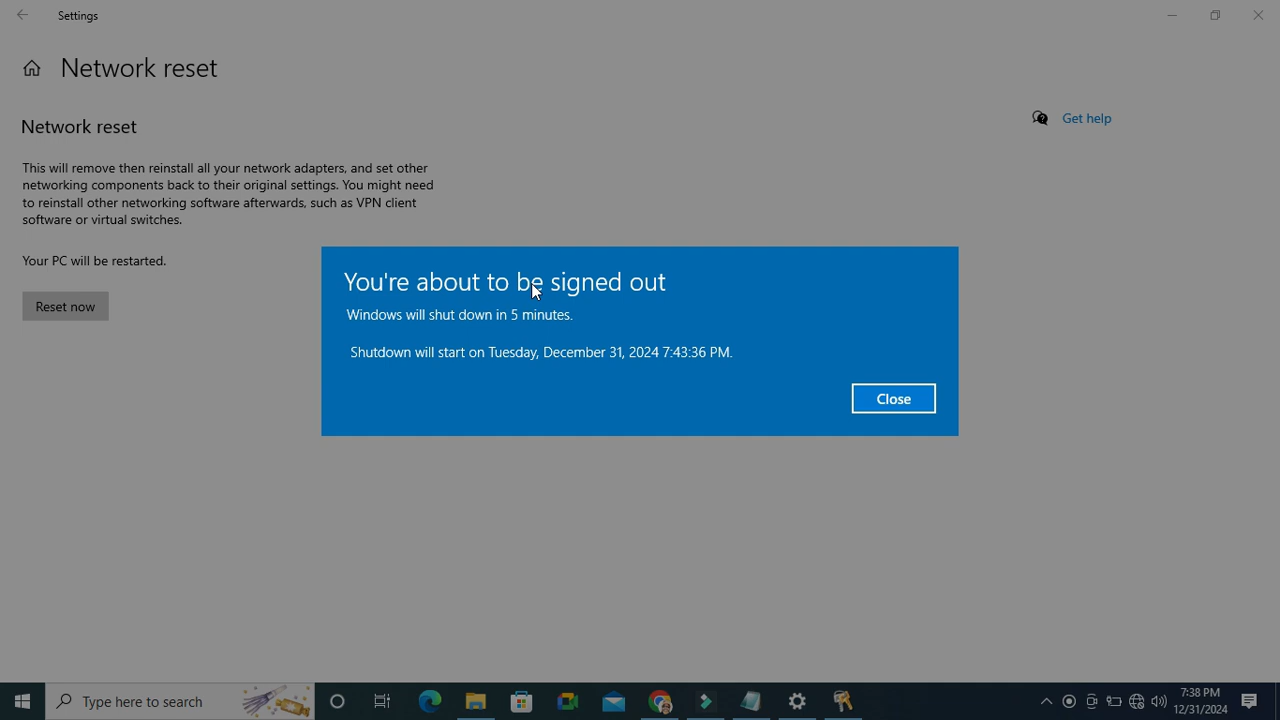 Settings
Network reset
Network reset
Get help
This will remove then reinstall all your network adapters, and set other
networking components back to their original settings. You might need
to reinstall other networking software afterwards, such as VPN client
software or virtual switches.
Your PC will be restarted.
Reset now
You're about to be signed out
Windows will shut down in 5 minutes.
Shutdown will start on Tuesday, December 31, 2024 7:43:36 PM.
Close
Type here to search
7:38 PM
12/31/2024